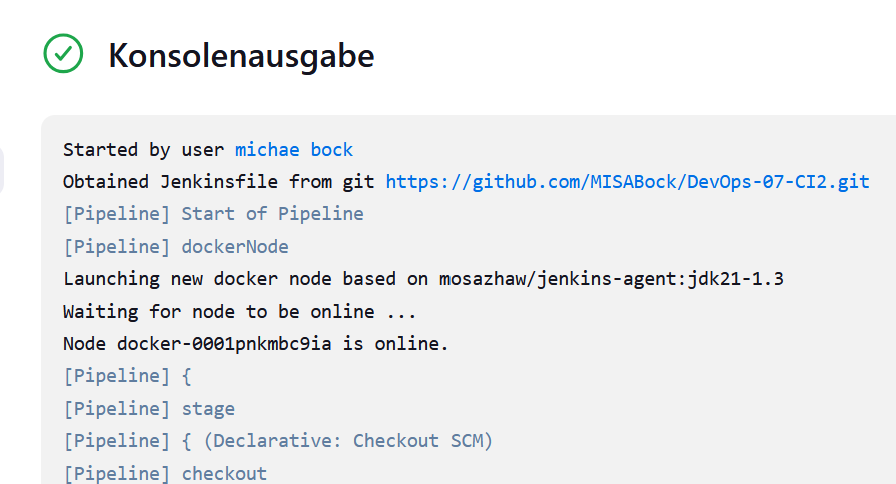 Konsolenausgabe
Started by user michae bock
Obtained Jenkinsfile from git https://github.com/MISABock/DevOps-07-CI2.git
[Pipeline] Start of Pipeline
[Pipeline] dockerNode
Launching new docker node based on mosazhaw/jenkins-agent:jdk21-1.3
Waiting for node to be online ...
Node docker-0001pnkmbc9ia is online.
[Pipeline] {
[Pipeline] stage
[Pipeline] { (Declarative: Checkout SCM)
[Pipeline] checkout